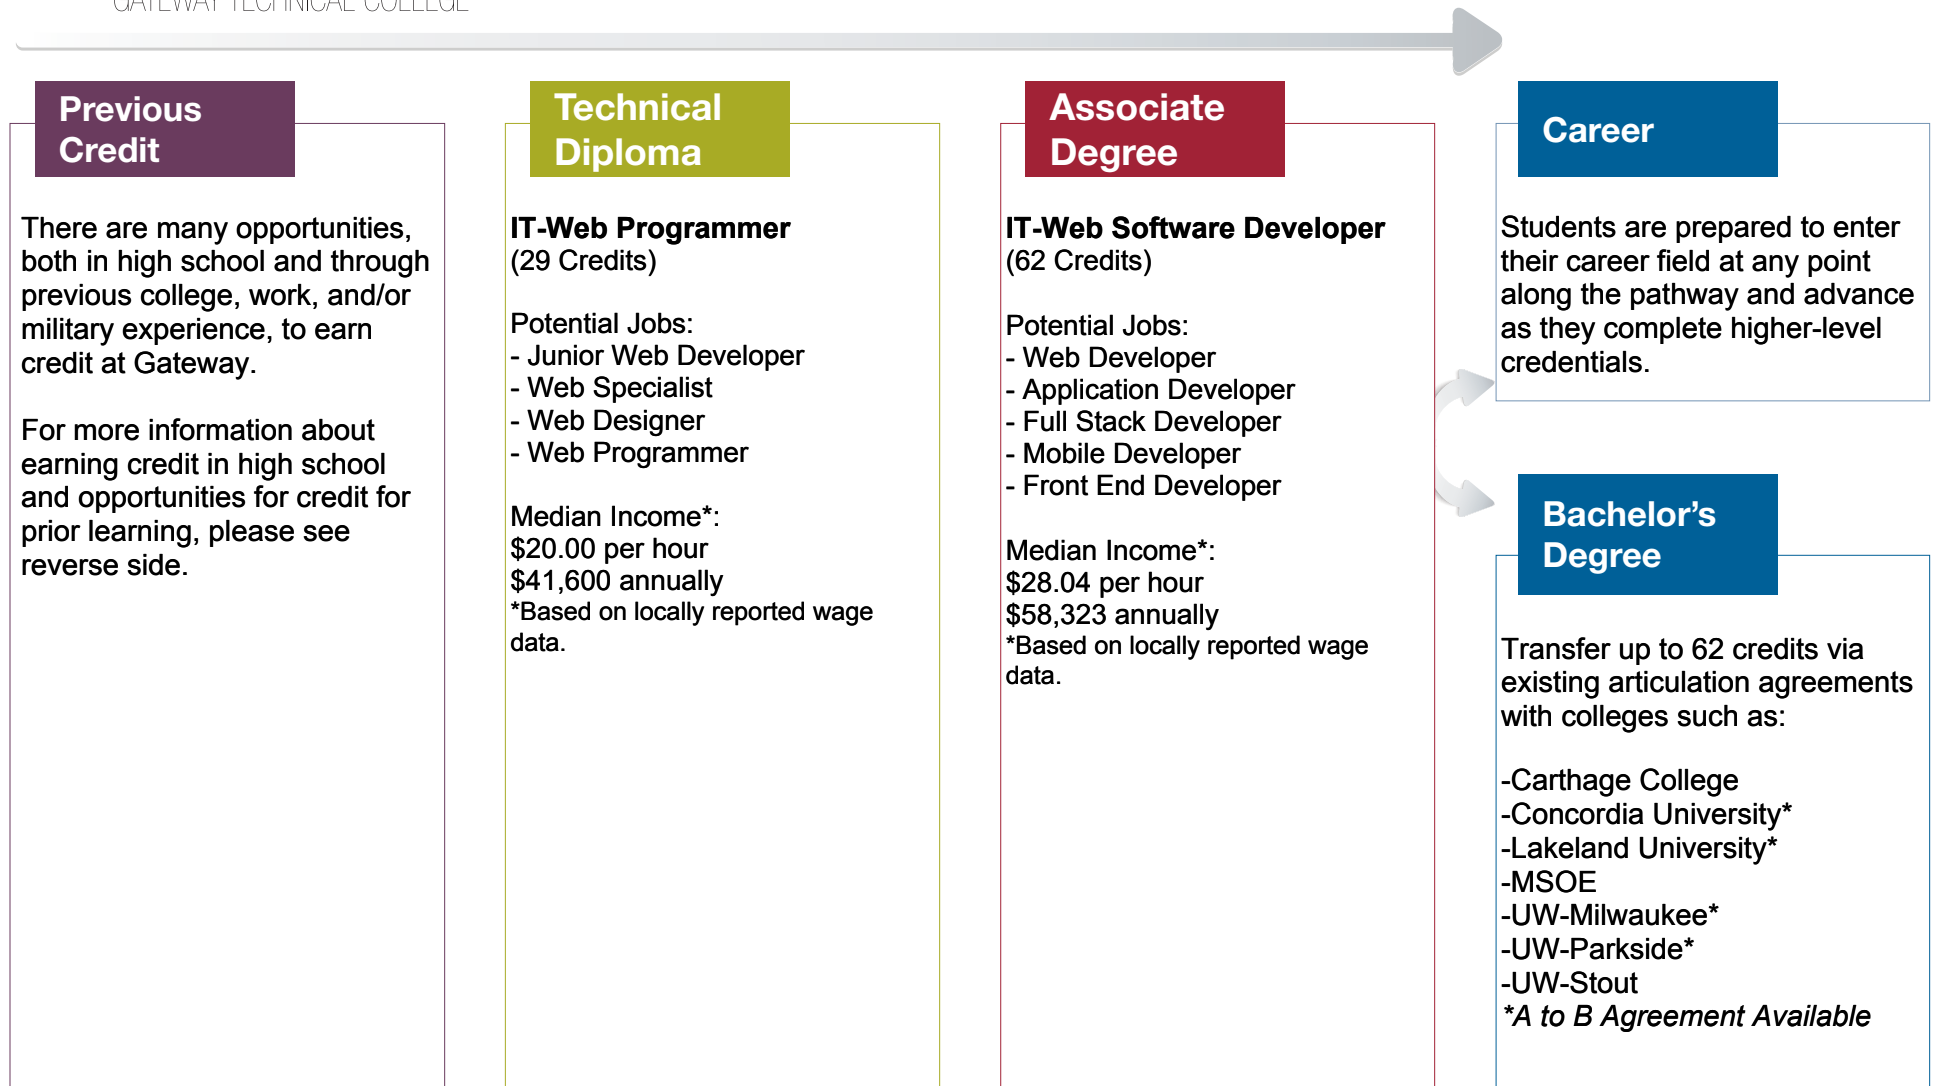 GATEWAY TECHNICAL COLLEGE
Previous
Credit
There are many opportunities,
both in high school and through
previous college, work, and/or
military experience, to earn
credit at Gateway.
For more information about
earning credit in high school
and opportunities for credit for
prior learning, please see
reverse side.
Technical
Diploma
IT-Web Programmer
(29 Credits)
Potential Jobs:
- Junior Web Developer
- Web Specialist
- Web Designer
- Web Programmer
Median Income*:
$20.00 per hour
$41,600 annually
*Based on locally reported wage
data.
Associate
Degree
IT-Web Software Developer
(62 Credits)
Potential Jobs:
- Web Developer
- Application Developer
- Full Stack Developer
- Mobile Developer
- Front End Developer
Median Income*:
$28.04 per hour
$58,323 annually
*Based on locally reported wage
data.
Career
Students are prepared to enter
their career field at any point
along the pathway and advance
as they complete higher-level
credentials.
Bachelor’s
Degree
Transfer up to 62 credits via
existing articulation agreements
with colleges such as:
-Carthage College
-Concordia University*
-Lakeland University*
-MSOE
-UW-Milwaukee*
-UW-Parkside*
-UW-Stout
*A to B Agreement Available